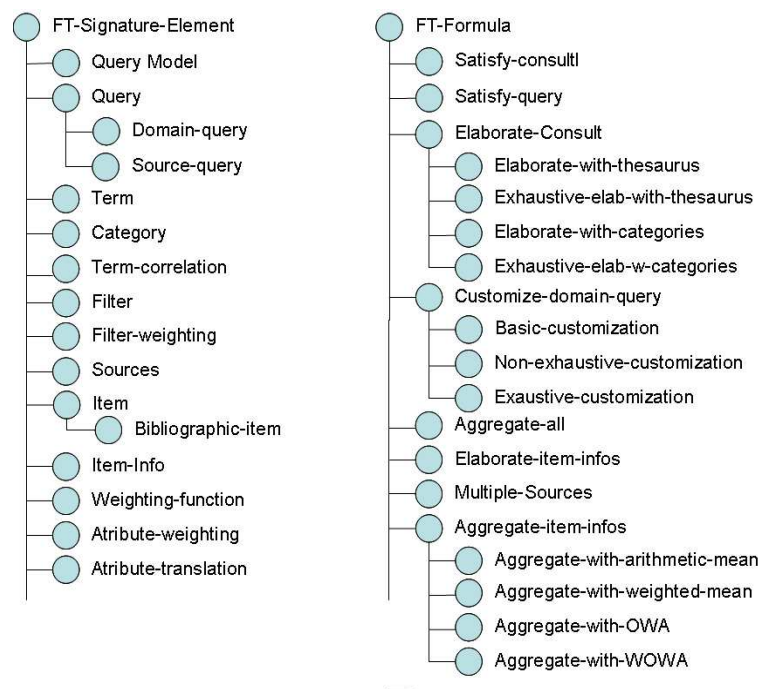 FT-Signature-Element
Query Model
Query
Domain-query
Source-query
Term
Category
Term-correlation
Filter
Filter-weighting
Sources
Item
Bibliographic-item
Item-Info
Weighting-function
Atribute-weighting
Atribute-translation
FT-Formula
Satisfy-consultl
Satisfy-query
Elaborate-Consult
Elaborate-with-thesaurus
Exhaustive-elab-with-thesaurus
Elaborate-with-categories
Exhaustive-elab-w-categories
Customize-domain-query
Basic-customization
Non-exhaustive-customization
Exaustive-customization
Aggregate-all
Elaborate-item-infos
Multiple-Sources
Aggregate-item-infos
Aggregate-with-arithmetic-mean
Aggregate-with-weighted-mean
Aggregate-with-OWA
Aggregate-with-WOWA